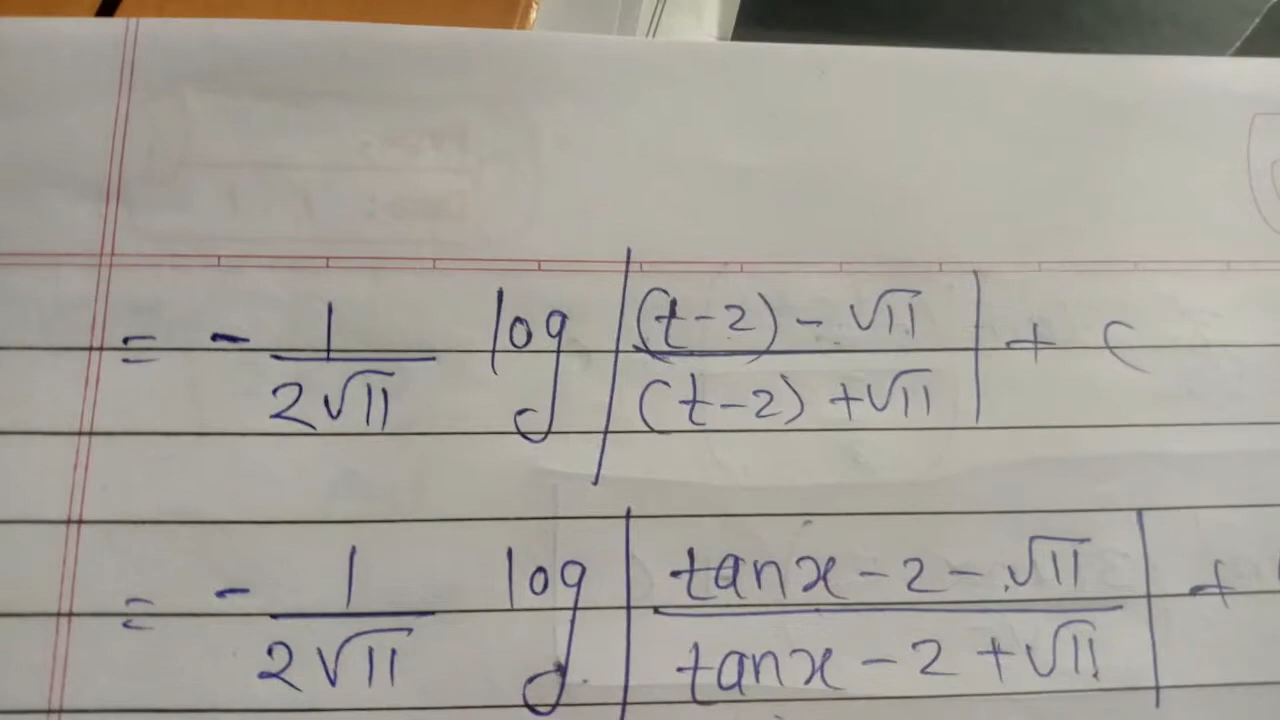 = - 1/(2√11) log |((t-2) - √11)/((t-2) + √11)| + c
= - 1/(2√11) log |(tanx - 2 - √11)/(tanx - 2 + √11)| +